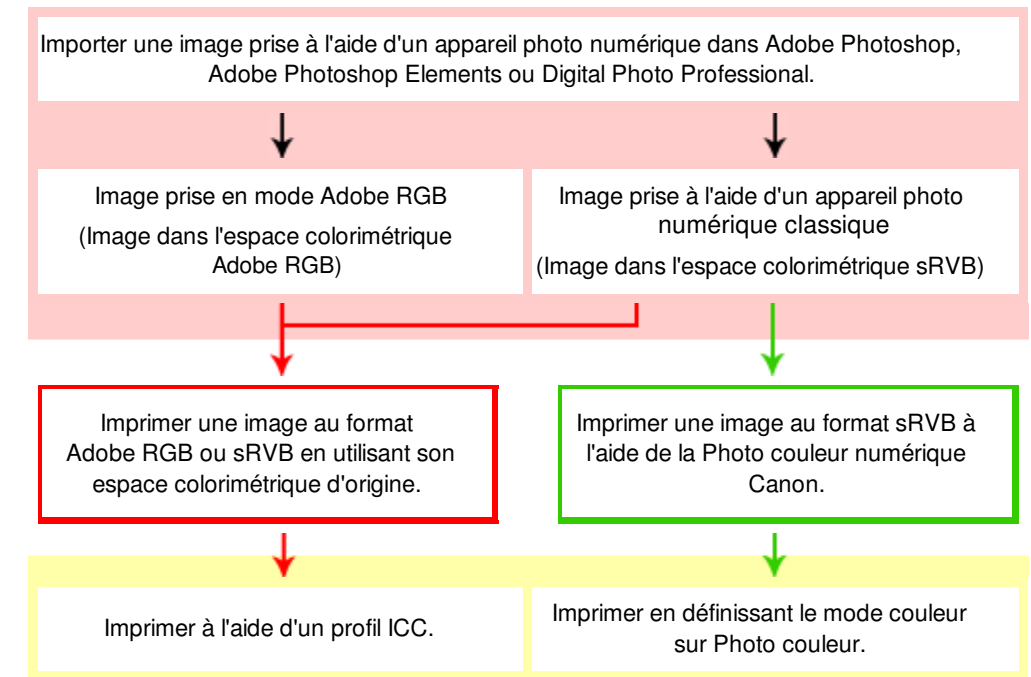 Importer une image prise à l'aide d'un appareil photo numérique dans Adobe Photoshop,
Adobe Photoshop Elements ou Digital Photo Professional.
Image prise en mode Adobe RGB
(Image dans l'espace colorimétrique
Adobe RGB)
Image prise à l'aide d'un appareil photo
numérique classique
(Image dans l'espace colorimétrique sRVB)
Imprimer une image au format
Adobe RGB ou sRVB en utilisant son
espace colorimétrique d'origine.
Imprimer une image au format sRVB à
l'aide de la Photo couleur numérique
Canon.
Imprimer à l'aide d'un profil ICC.
Imprimer en définissant le mode couleur
sur Photo couleur.